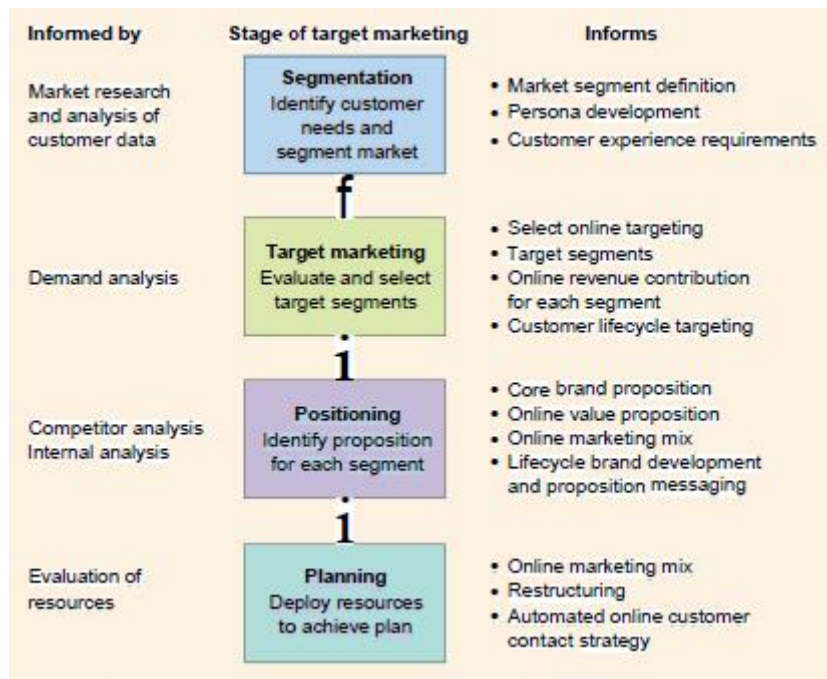 Informed by
Stage of target marketing
Informs
Market research
and analysis of
customer data
Segmentation
Identify customer
needs and
segment market
• Market segment definition
• Persona development
• Customer experience requirements
f
Demand analysis
Target marketing
Evaluate and select
target segments
• Select online targeting
• Target segments
• Online revenue contribution
for each segment
• Customer lifecycle targeting
i
Competitor analysis
Internal analysis
Positioning
Identify proposition
for each segment
• Core brand proposition
• Online value proposition
• Online marketing mix
• Lifecycle brand development
and proposition messaging
i
Evaluation of
resources
Planning
Deploy resources
to achieve plan
• Online marketing mix
• Restructuring
• Automated online customer
contact strategy